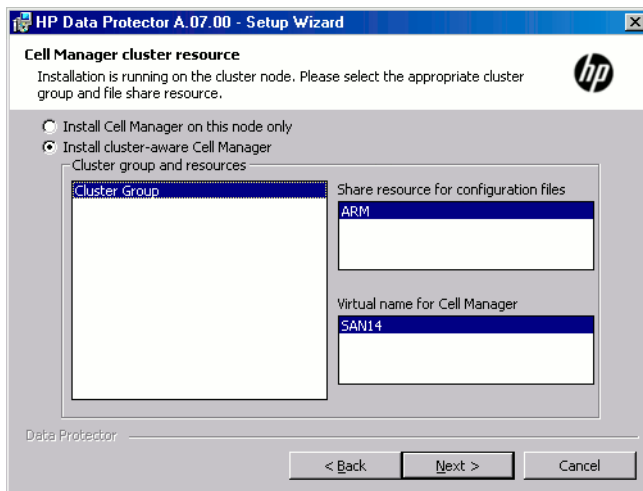 HP Data Protector A.07.00 - Setup Wizard
Cell Manager cluster resource
Installation is running on the cluster node. Please select the appropriate cluster
group and file share resource.
hp
Install Cell Manager on this node only
Install cluster-aware Cell Manager
Cluster group and resources
Cluster Group
Share resource for configuration files
ARM
Virtual name for Cell Manager
SAN14
Data Protector
< Back
Next >
Cancel